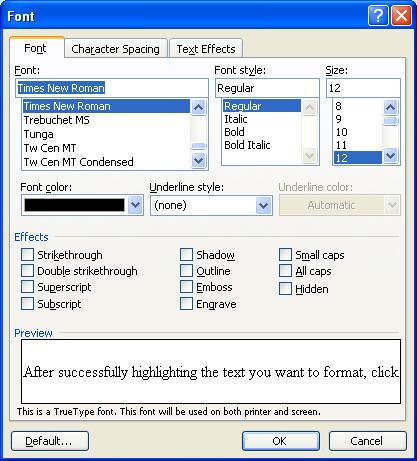 Font
Font Character Spacing Text Effects
Font: Font style: Size:
Times New Roman Regular 12
Times New Roman Regular 8
Trebuchet MS Italic 9
Tunga Bold 10
Tw Cen MT Bold Italic 11
Tw Cen MT Condensed 12
Font color: Underline style: Underline color:
(none) Automatic
Effects
Strikethrough Shadow Small caps
Double strikethrough Outline All caps
Superscript Emboss Hidden
Subscript Engrave
Preview
After successfully highlighting the text you want to format, click
This is a TrueType font. This font will be used on both printer and screen.
Default... OK Cancel